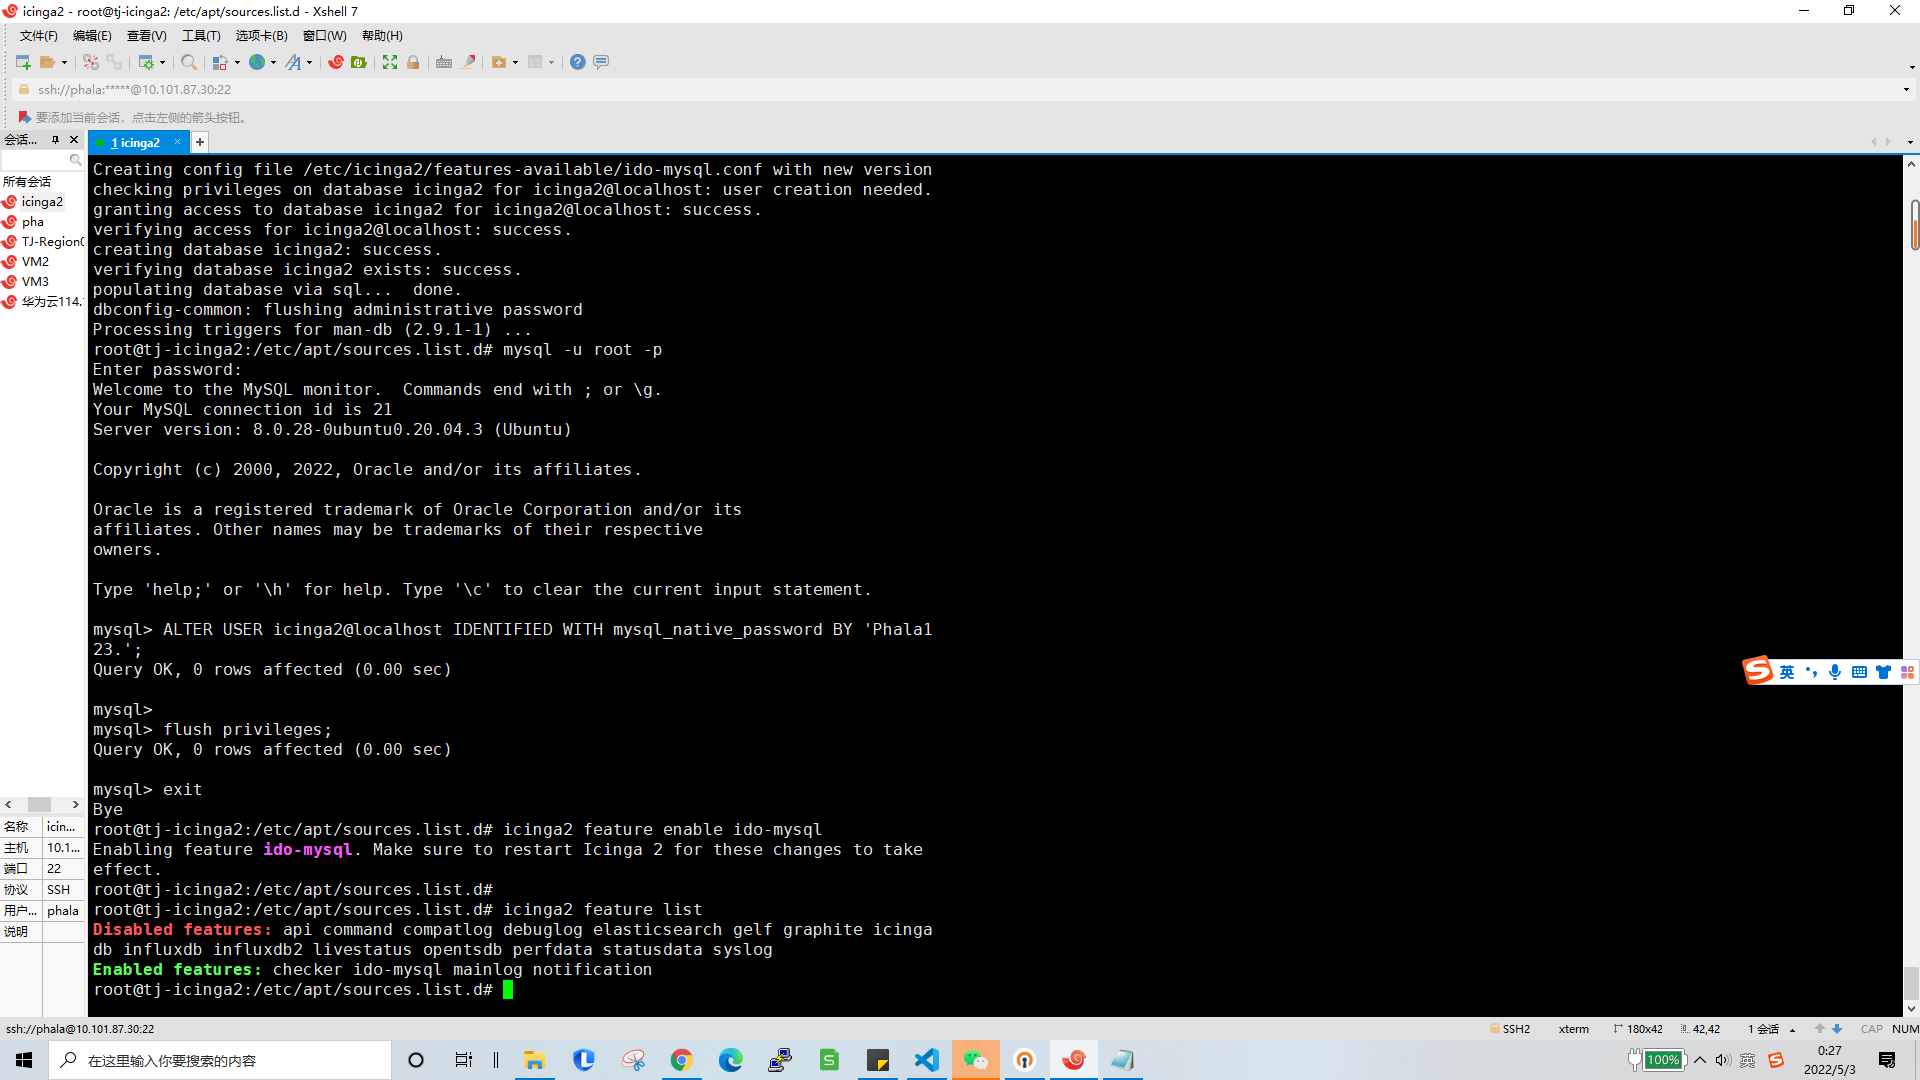 icinga2 - root@tj-icinga2: /etc/apt/sources.list.d - Xshell 7
文件(F) 编辑(E) 查看(V) 工具(T) 选项卡(B) 窗口(W) 帮助(H)
ssh://phala:*****@10.101.87.30:22
要添加当前会话，点击左侧的箭头按钮。
会话...
1 icinga2
所有会话
icinga2
pha
TJ-Region
VM2
VM3
华为云114.
Creating config file /etc/icinga2/features-available/ido-mysql.conf with new version
checking privileges on database icinga2 for icinga2@localhost: user creation needed.
granting access to database icinga2 for icinga2@localhost: success.
verifying access for icinga2@localhost: success.
creating database icinga2: success.
verifying database icinga2 exists: success.
populating database via sql...  done.
dbconfig-common: flushing administrative password
Processing triggers for man-db (2.9.1-1) ...
root@tj-icinga2:/etc/apt/sources.list.d# mysql -u root -p
Enter password:
Welcome to the MySQL monitor.  Commands end with ; or \g.
Your MySQL connection id is 21
Server version: 8.0.28-0ubuntu0.20.04.3 (Ubuntu)
Copyright (c) 2000, 2022, Oracle and/or its affiliates.
Oracle is a registered trademark of Oracle Corporation and/or its
affiliates. Other names may be trademarks of their respective
owners.
Type 'help;' or '\h' for help. Type '\c' to clear the current input statement.
mysql> ALTER USER icinga2@localhost IDENTIFIED WITH mysql_native_password BY 'Phala1
23.';
Query OK, 0 rows affected (0.00 sec)
mysql>
mysql> flush privileges;
Query OK, 0 rows affected (0.00 sec)
mysql> exit
Bye
root@tj-icinga2:/etc/apt/sources.list.d# icinga2 feature enable ido-mysql
Enabling feature ido-mysql. Make sure to restart Icinga 2 for these changes to take
effect.
root@tj-icinga2:/etc/apt/sources.list.d#
root@tj-icinga2:/etc/apt/sources.list.d# icinga2 feature list
Disabled features: api command compatlog debuglog elasticsearch gelf graphite icinga
db influxdb influxdb2 livestatus opentsdb perfdata statusdata syslog
Enabled features: checker ido-mysql mainlog notification
root@tj-icinga2:/etc/apt/sources.list.d#
英
名称 icin...
主机 10.1...
端口 22
协议 SSH
用户... phala
说明
ssh://phala@10.101.87.30:22 SSH2 xterm 180x42 42,42 1 会话 CAP NUM
在这里输入你要搜索的内容
100% 英 0:27
2022/5/3